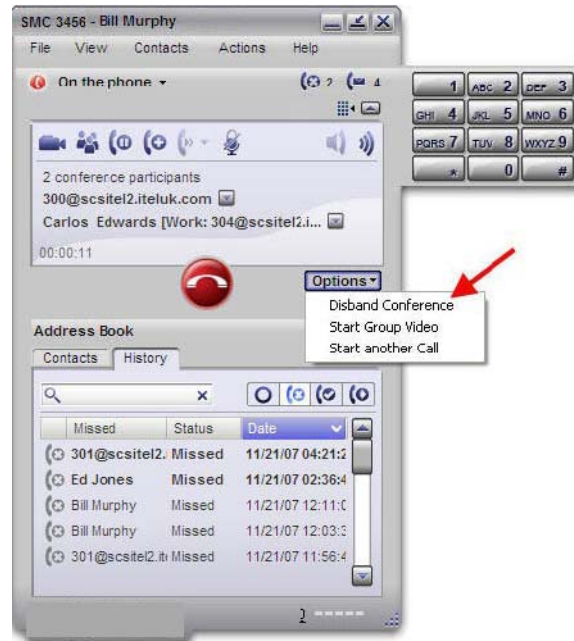 SMC 3456 - Bill Murphy
File View Contacts Actions Help
On the phone 2 4
1 ABC 2 DEF 3
GHI 4 JKL 5 MNO 6
PQRS 7 TUV 8 WXYZ 9
* 0 #
2 conference participants
300@scsitel2.iteluk.com
Carlos Edwards [Work: 304@scsitel2.i...
00:00:11
Options
Disband Conference
Start Group Video
Start another Call
Address Book
Contacts History
Missed Status Date
301@scsitel2. Missed 11/21/07 04:21:2
Ed Jones Missed 11/21/07 02:36:4
Bill Murphy Missed 11/21/07 12:11:0
Bill Murphy Missed 11/21/07 12:03:3
301@scsitel2.ite Missed 11/21/07 11:56:4